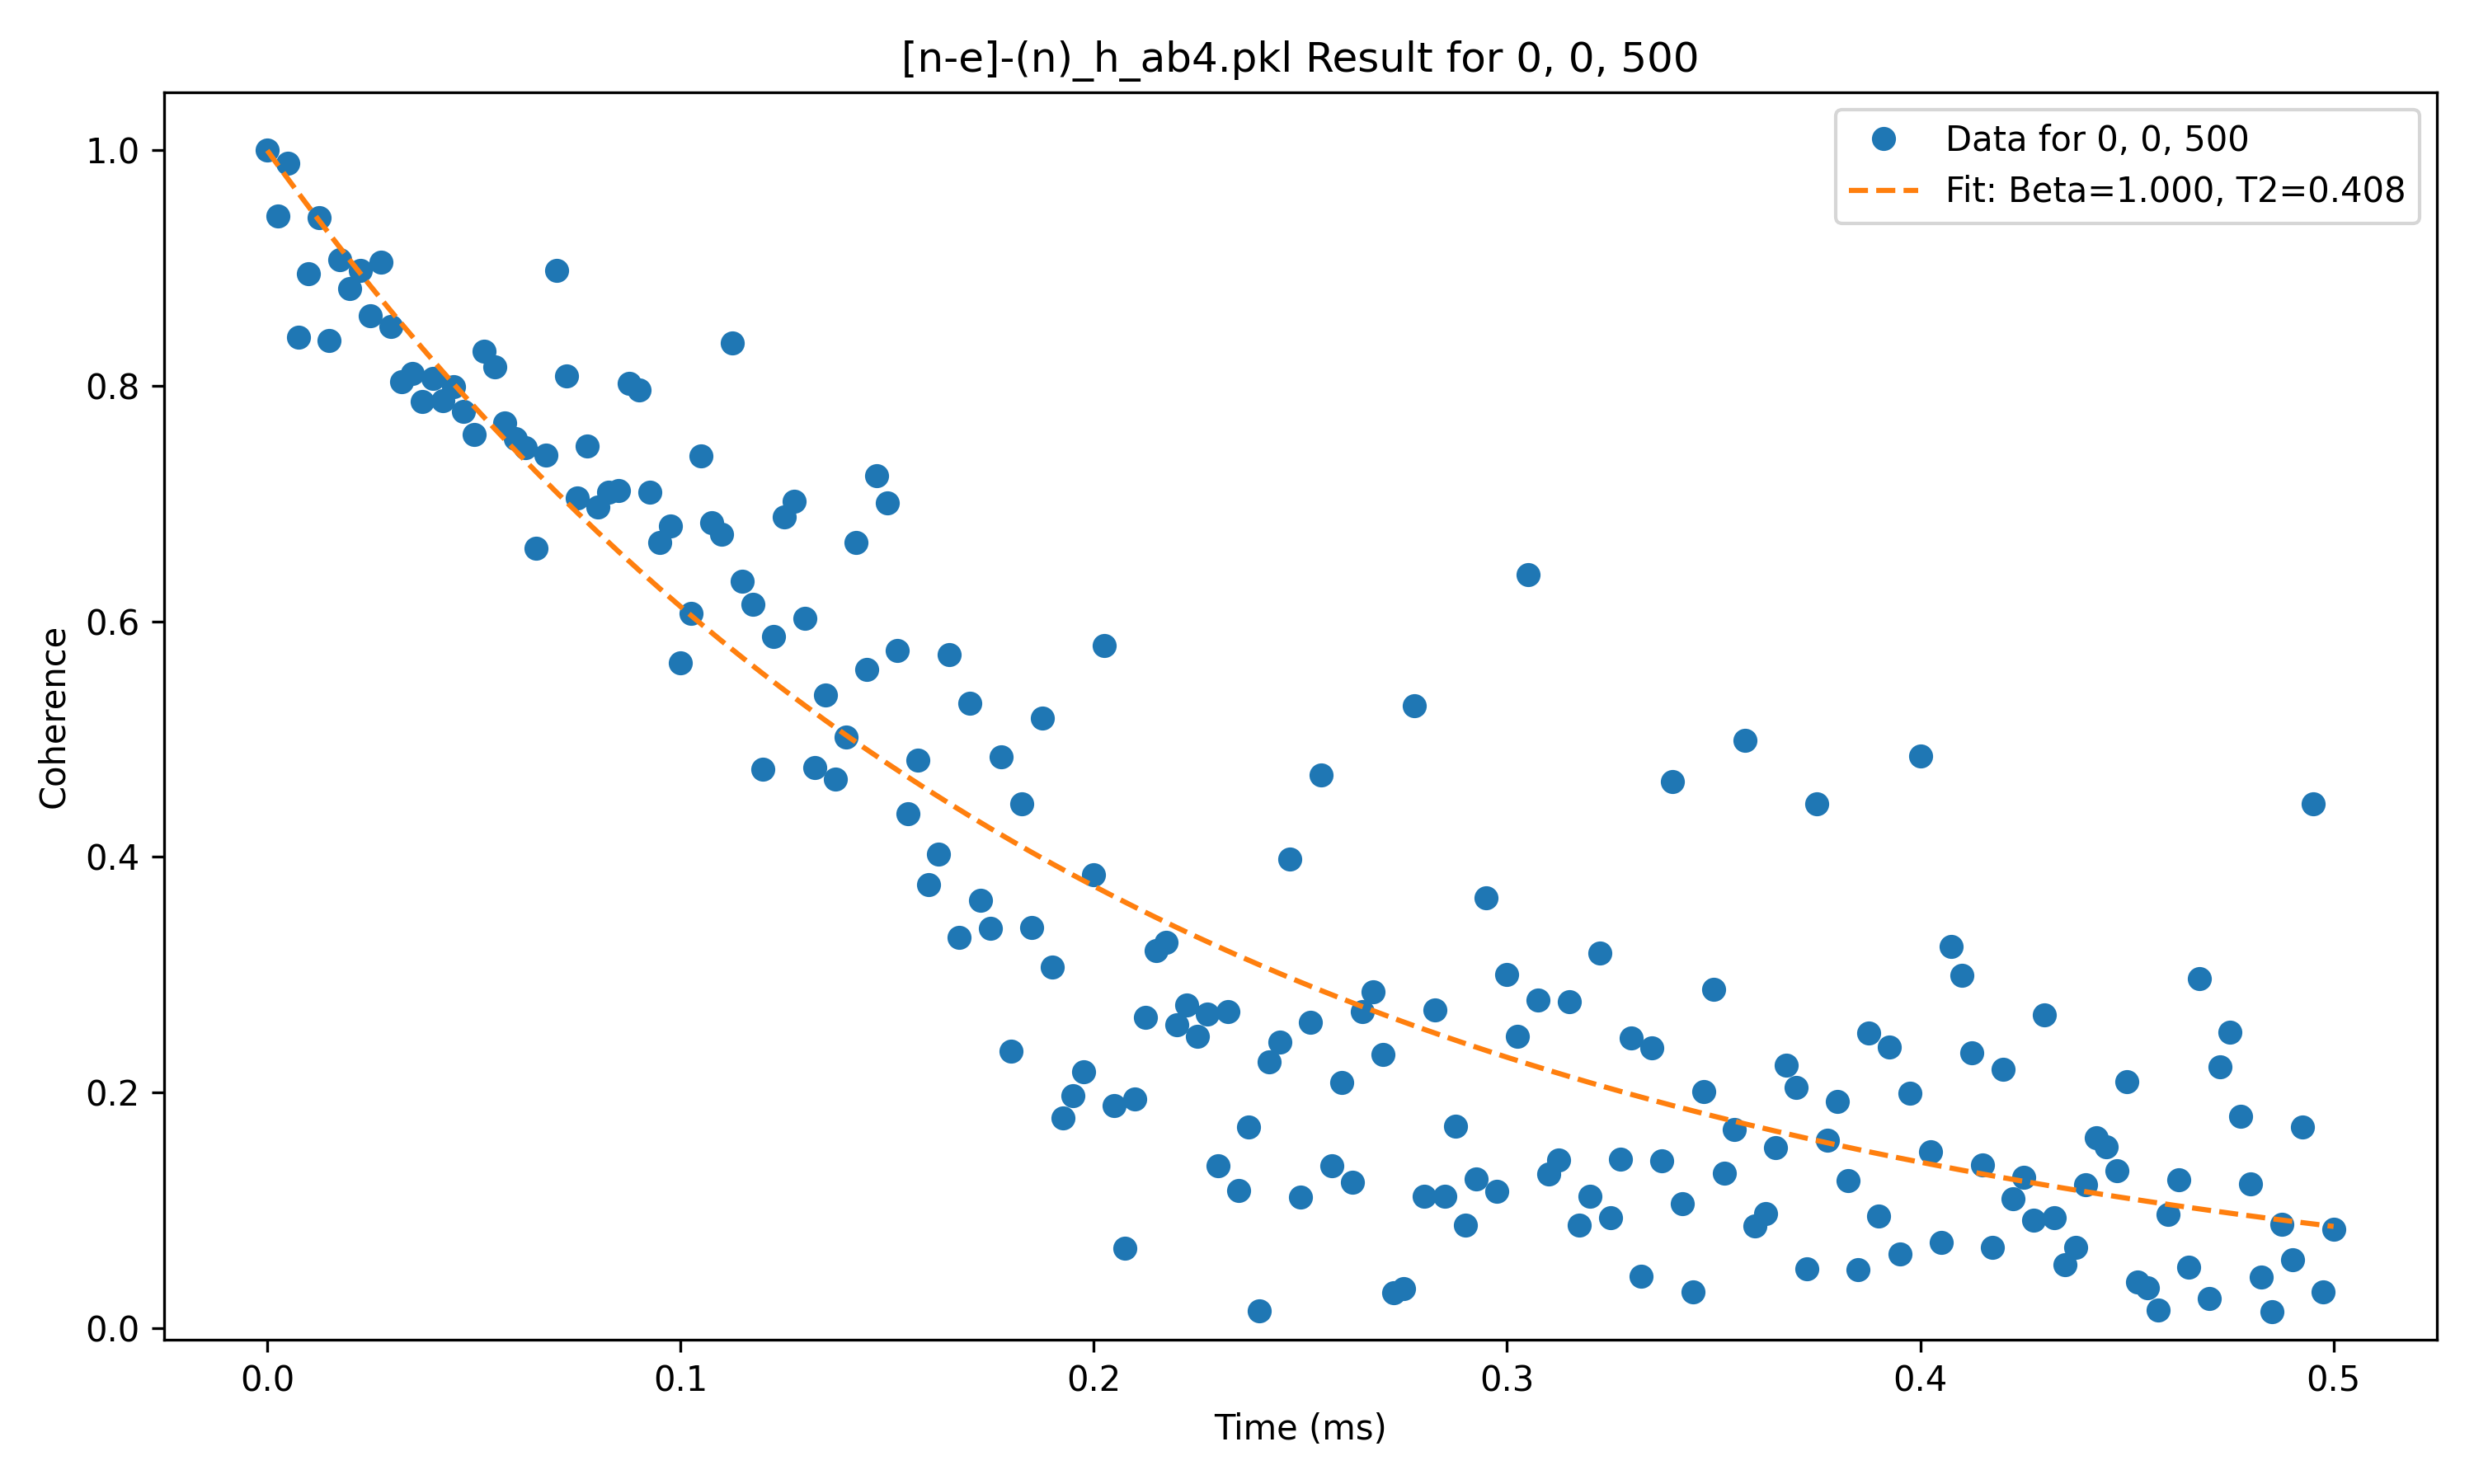 [n-e]-(n)_h_ab4.pkl Result for 0, 0, 500
Data for 0, 0, 500
Fit: Beta=1.000, T2=0.408
Coherence
1.0
0.8
0.6
0.4
0.2
0.0
0.0 0.1 0.2 0.3 0.4 0.5
Time (ms)